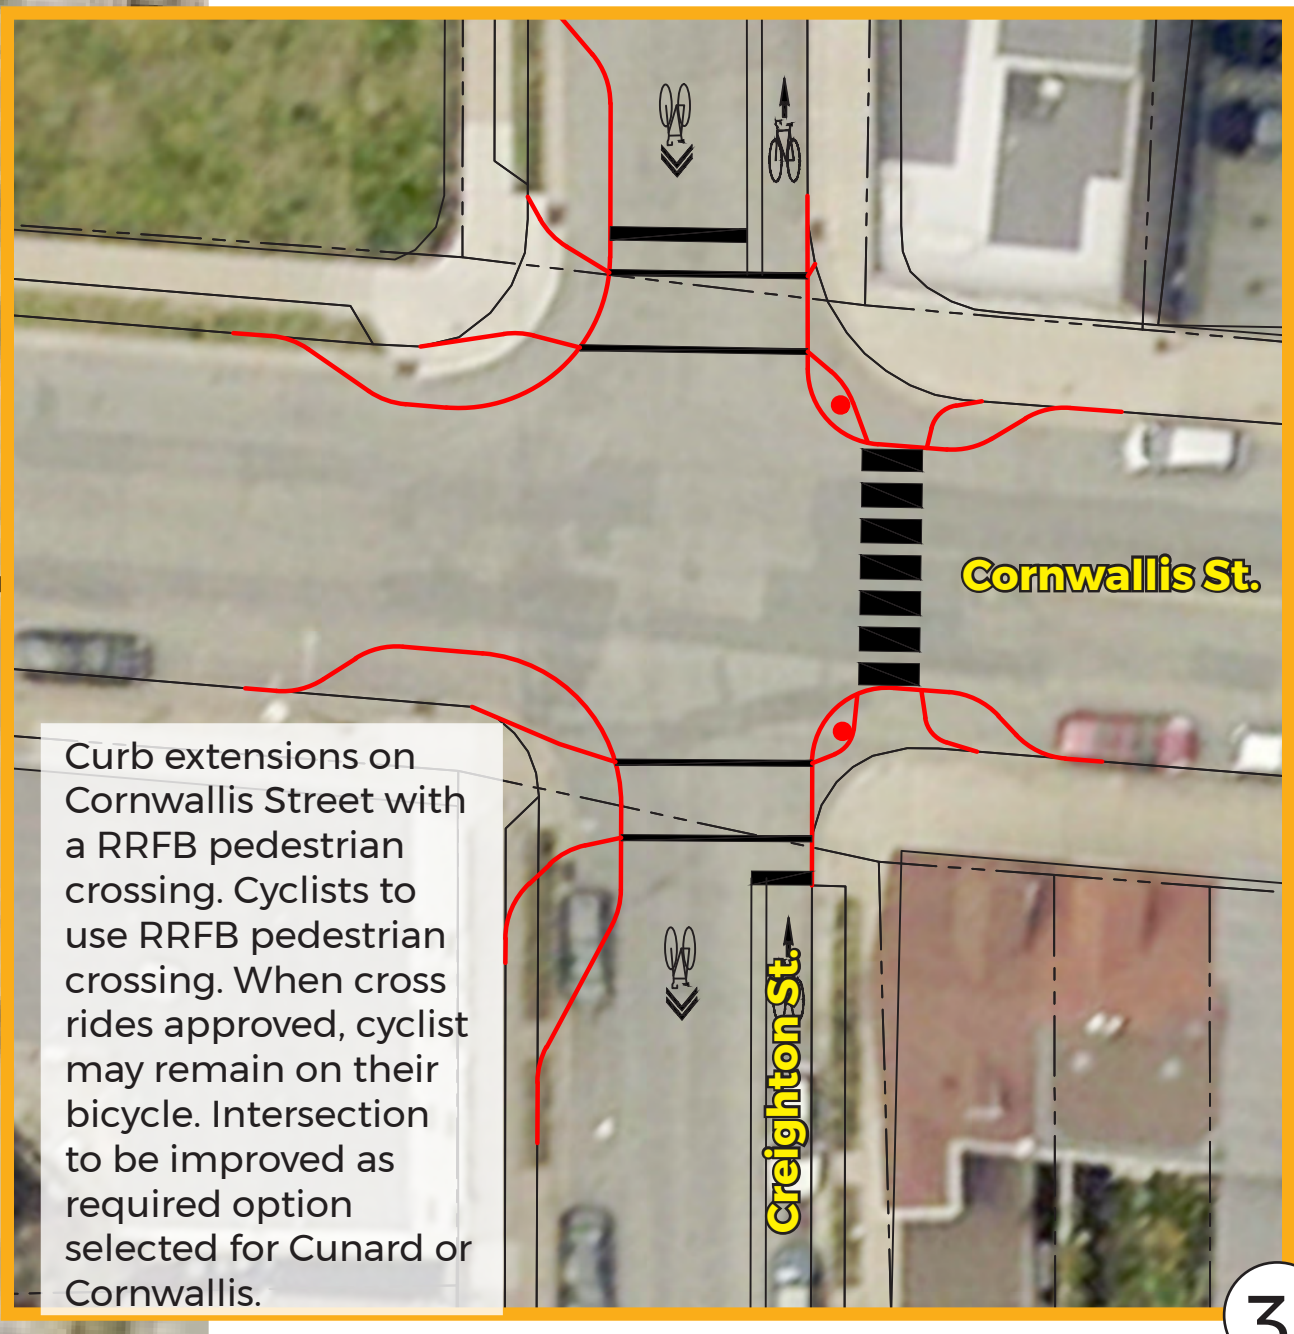 Cornwallis St.
Curb extensions on
Cornwallis Street with
a RRFB pedestrian
crossing. Cyclists to
use RRFB pedestrian
crossing. When cross
rides approved, cyclist
may remain on their
bicycle. Intersection
to be improved as
required option
selected for Cunard or
Cornwallis.
Creighton St.
3